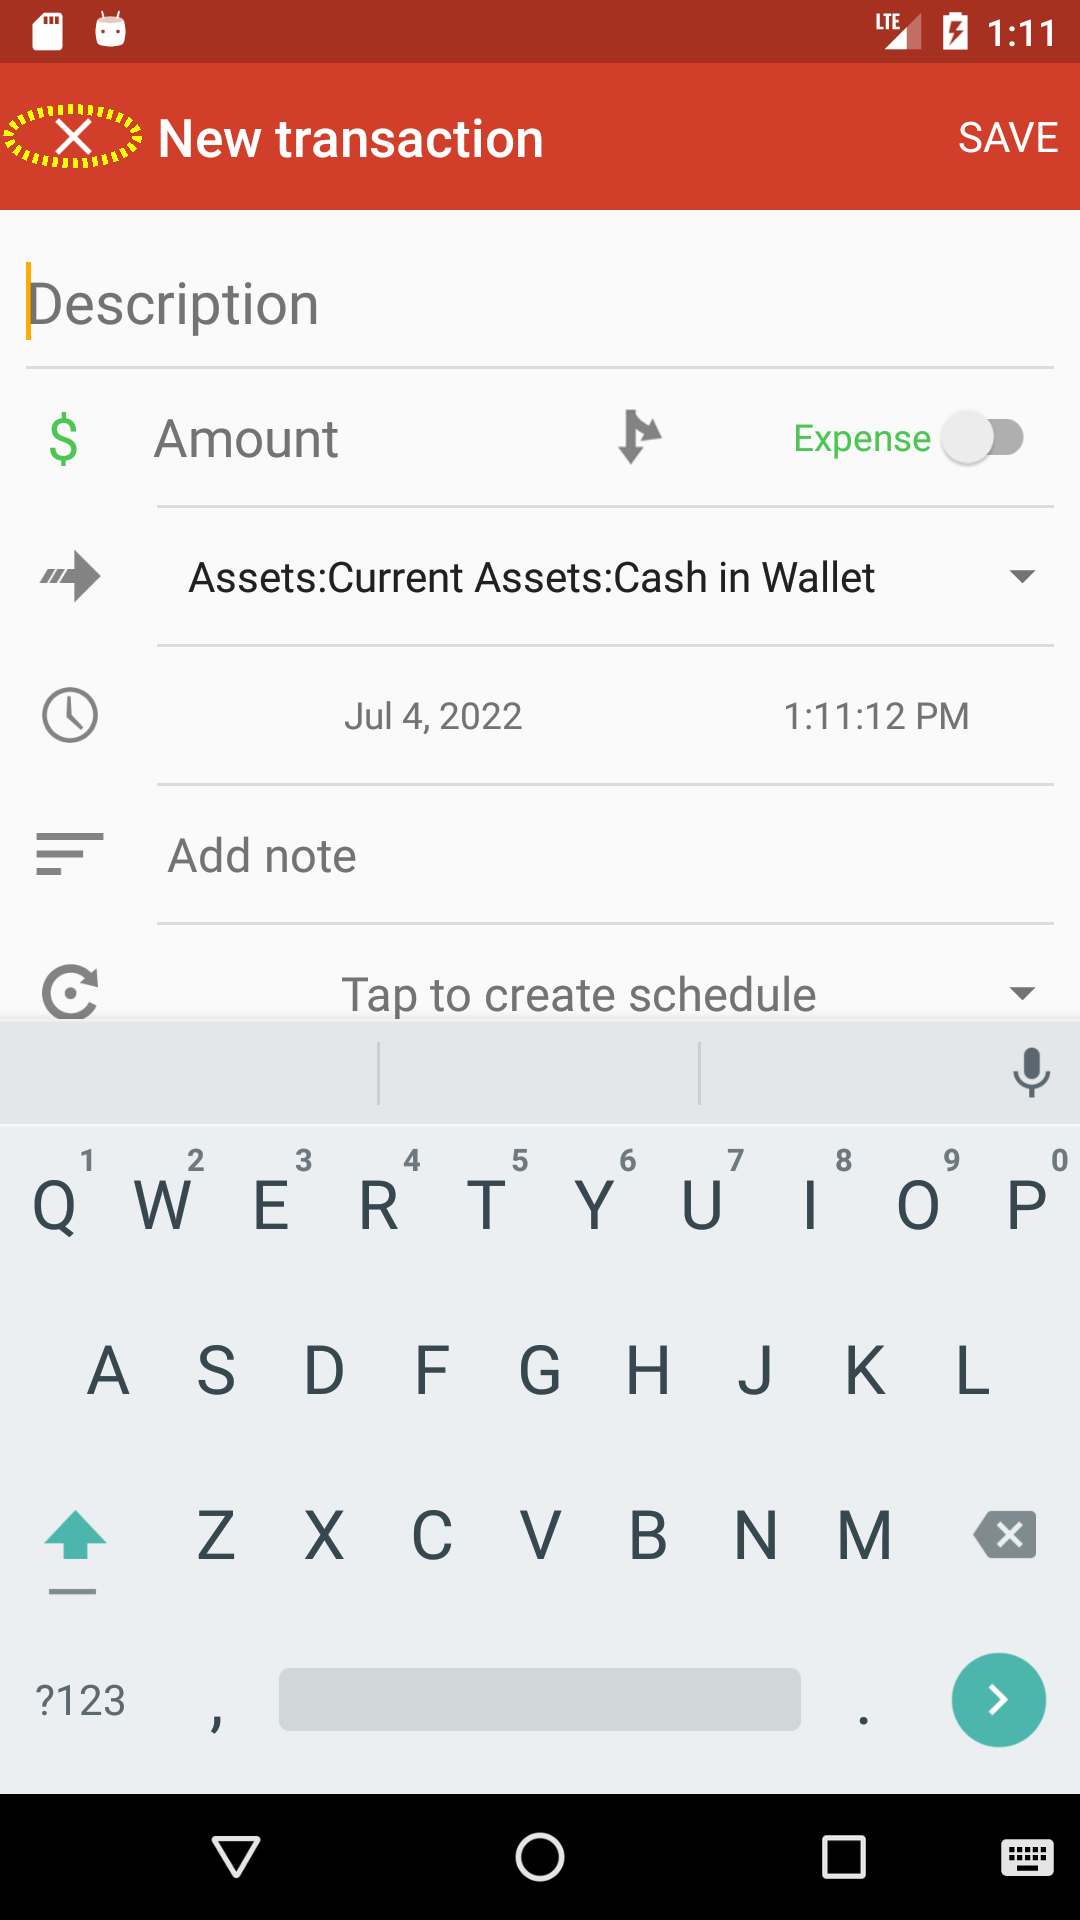 LTE 1:11
New transaction SAVE
Description
$ Amount Expense
Assets:Current Assets:Cash in Wallet
Jul 4, 2022 1:11:12 PM
Add note
Tap to create schedule
1 2 3 4 5 6 7 8 9 0
Q W E R T Y U I O P
A S D F G H J K L
Z X C V B N M
?123 , .